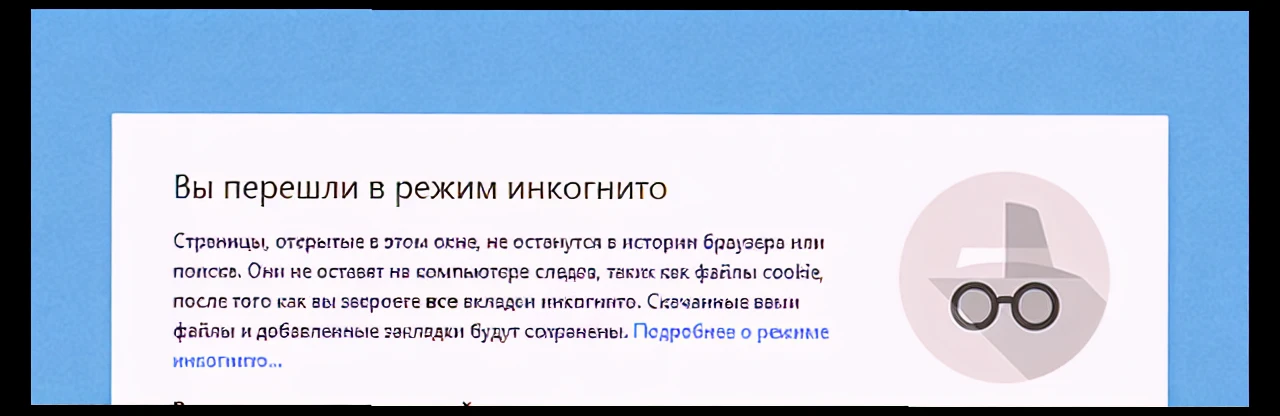 Вы перешли в режим инкогнито
Страницы, открытые в этом окне, не останутся в истории браузера или
поиска. Они не оставят на компьютере следов, таких как файлы cookie,
после того как вы закроете все вкладки инкогнито. Скачанные вами
файлы и добавленные закладки будут сохранены. Подробнее о режиме
инкогнито...